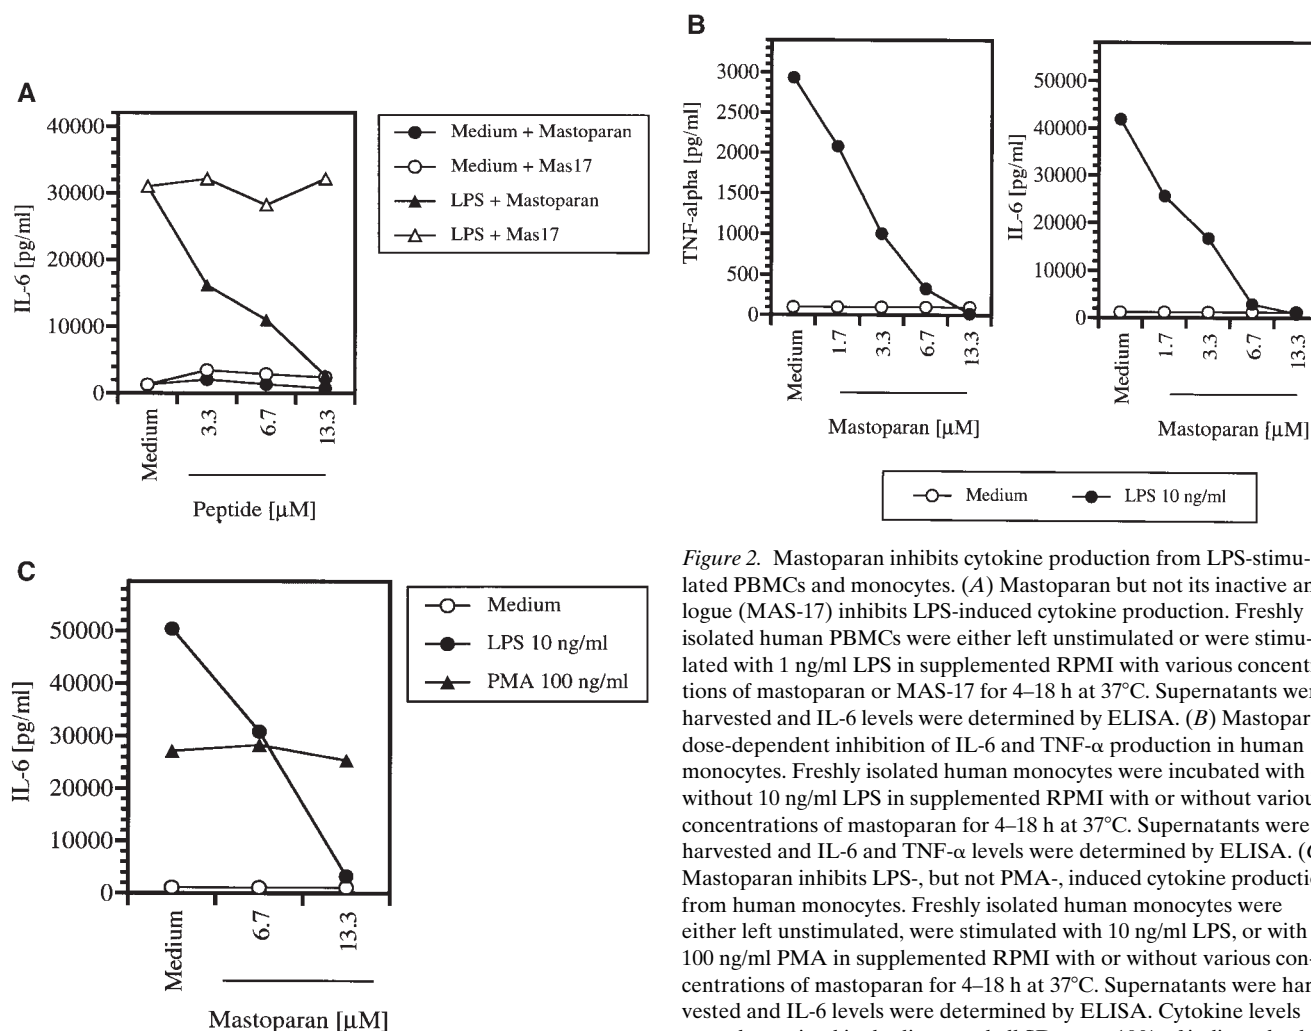 A
40000
30000
20000
10000
0
IL-6 [pg/ml]
Medium
3.3
6.7
13.3
Peptide [µM]
Medium + Mastoparan
Medium + Mas17
LPS + Mastoparan
LPS + Mas17
B
3000
2500
2000
1500
1000
500
0
TNF-alpha [pg/ml]
Medium
1.7
3.3
6.7
13.3
Mastoparan [µM]
50000
40000
30000
20000
10000
0
IL-6 [pg/ml]
Medium
1.7
3.3
6.7
13.3
Mastoparan [µM]
Medium
LPS 10 ng/ml
C
50000
40000
30000
20000
10000
0
IL-6 [pg/ml]
Medium
6.7
13.3
Mastoparan [µM]
Medium
LPS 10 ng/ml
PMA 100 ng/ml
Figure 2. Mastoparan inhibits cytokine production from LPS-stimu-
lated PBMCs and monocytes. (A) Mastoparan but not its inactive an
logue (MAS-17) inhibits LPS-induced cytokine production. Freshly
isolated human PBMCs were either left unstimulated or were stimu-
lated with 1 ng/ml LPS in supplemented RPMI with various concent
tions of mastoparan or MAS-17 for 4–18 h at 37°C. Supernatants wer
harvested and IL-6 levels were determined by ELISA. (B) Mastopar
dose-dependent inhibition of IL-6 and TNF-α production in human
monocytes. Freshly isolated human monocytes were incubated with
without 10 ng/ml LPS in supplemented RPMI with or without variou
concentrations of mastoparan for 4–18 h at 37°C. Supernatants were
harvested and IL-6 and TNF-α levels were determined by ELISA. (
Mastoparan inhibits LPS-, but not PMA-, induced cytokine producti
from human monocytes. Freshly isolated human monocytes were
either left unstimulated, were stimulated with 10 ng/ml LPS, or with
100 ng/ml PMA in supplemented RPMI with or without various con-
centrations of mastoparan for 4–18 h at 37°C. Supernatants were har
vested and IL-6 levels were determined by ELISA. Cytokine levels